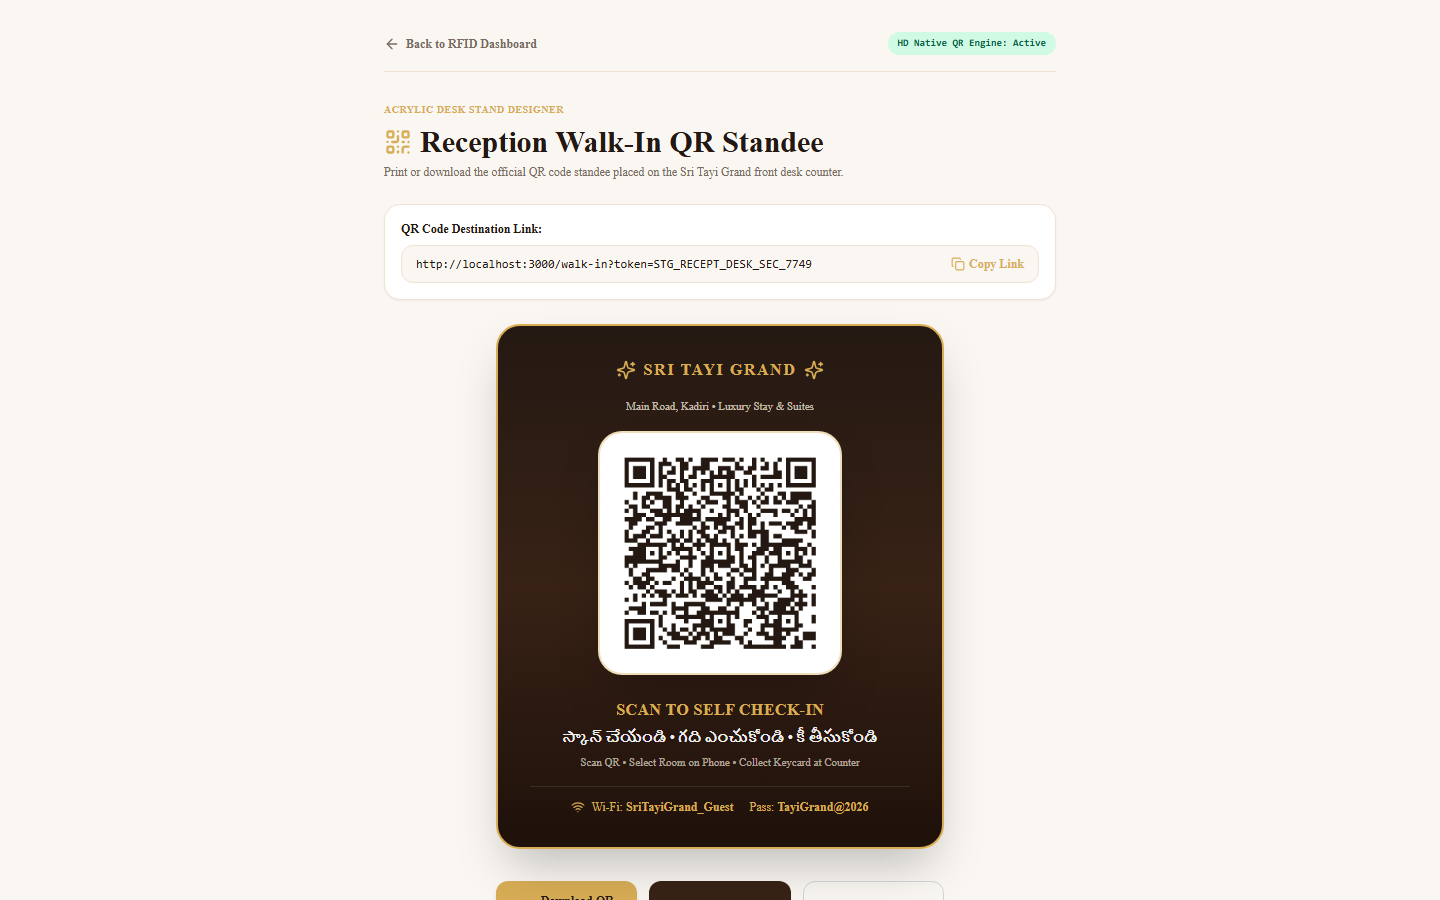 Back to RFID Dashboard
HD Native QR Engine: Active
ACRYLIC DESK STAND DESIGNER
Reception Walk-In QR Standee
Print or download the official QR code standee placed on the Sri Tayi Grand front desk counter.
QR Code Destination Link:
http://localhost:3000/walk-in?token=STG_RECEPT_DESK_SEC_7749
Copy Link
SRI TAYI GRAND
Main Road, Kadiri • Luxury Stay & Suites
SCAN TO SELF CHECK-IN
స్కాన్ చేయండి • గది ఎంచుకోండి • కీ తీసుకోండి
Scan QR • Select Room on Phone • Collect Keycard at Counter
Wi-Fi: SriTayiGrand_Guest Pass: TayiGrand@2026
Download QR